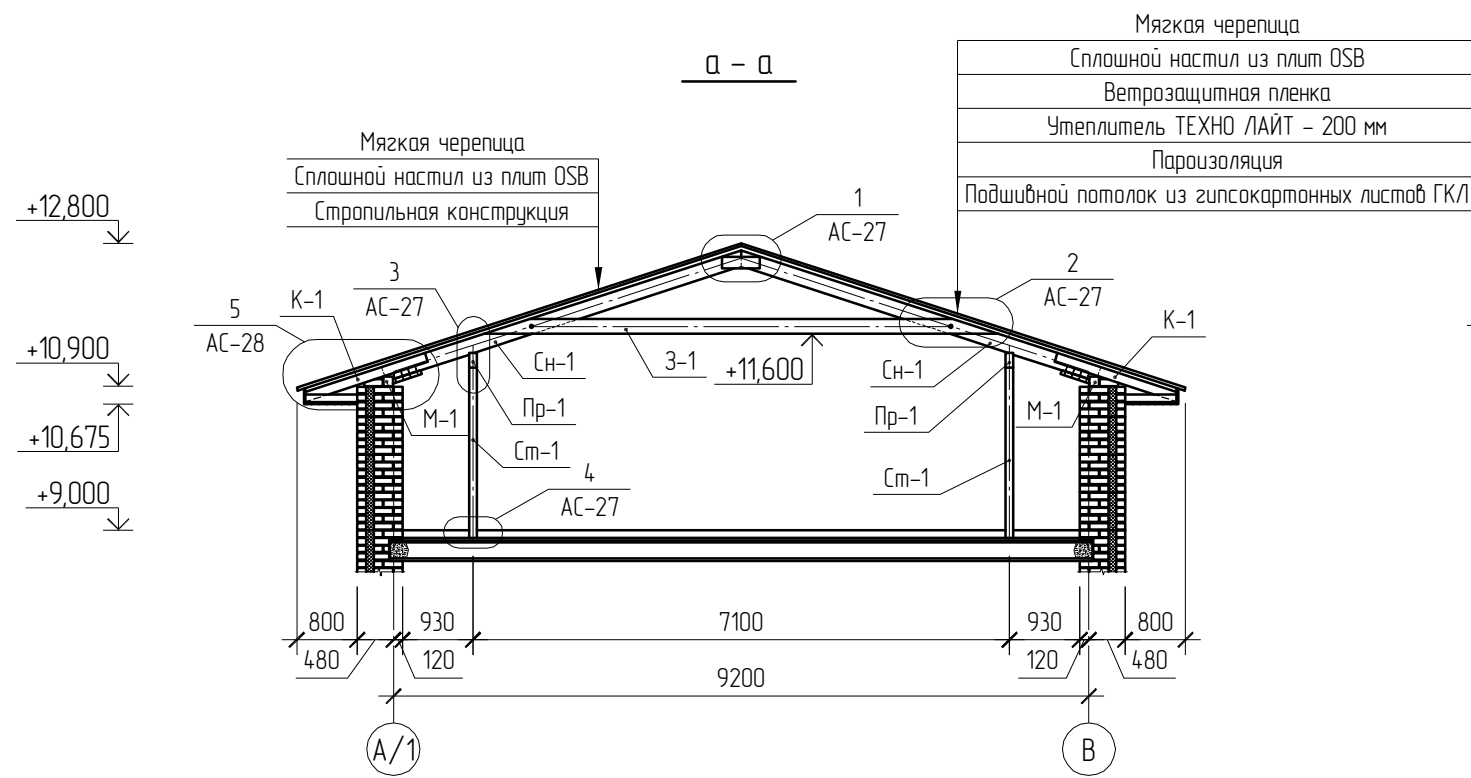 а - а
Мягкая черепица
Сплошной настил из плит OSB
Ветрозащитная пленка
Утеплитель ТЕХНО ЛАЙТ - 200 мм
Пароизоляция
Подшивной потолок из гипсокартонных листов ГКЛ
Мягкая черепица
Сплошной настил из плит OSB
Стропильная конструкция
+12,800
+10,900
+10,675
+9,000
1
АС-27
2
АС-27
3
АС-27
5
АС-28
К-1
К-1
Сн-1
З-1
+11,600
Сн-1
М-1
Пр-1
Пр-1
М-1
Ст-1
Ст-1
4
АС-27
800
930
7100
930
800
480
120
120
480
9200
А/1
В